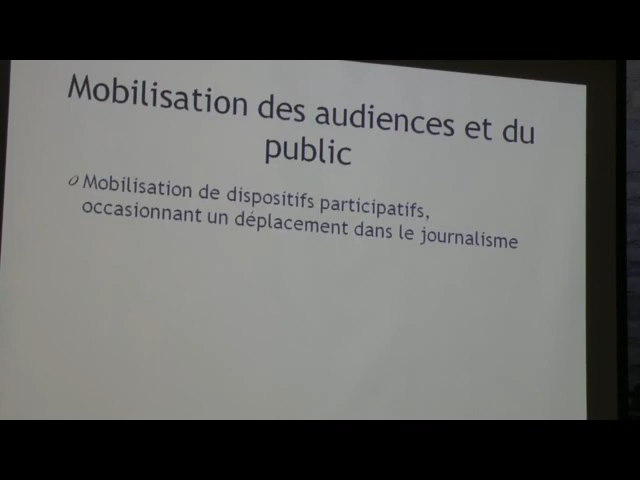 Mobilisation des audiences et du
public
Mobilisation de dispositifs participatifs,
occasionnant un déplacement dans le journalisme